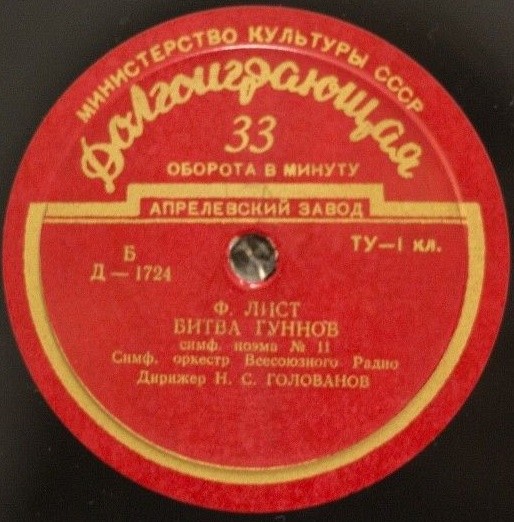 МИНИСТЕРСТВО КУЛЬТУРЫ СССР
Долгоиграющая
33
ОБОРОТА В МИНУТУ
АПРЕЛЕВСКИЙ ЗАВОД
Б
Д — 1724
ТУ—1 кл.
Ф. ЛИСТ
БИТВА ГУННОВ
симф. поэма № 11
Симф. оркестр Всесоюзного Радио
Дирижер Н. С. ГОЛОВАНОВ